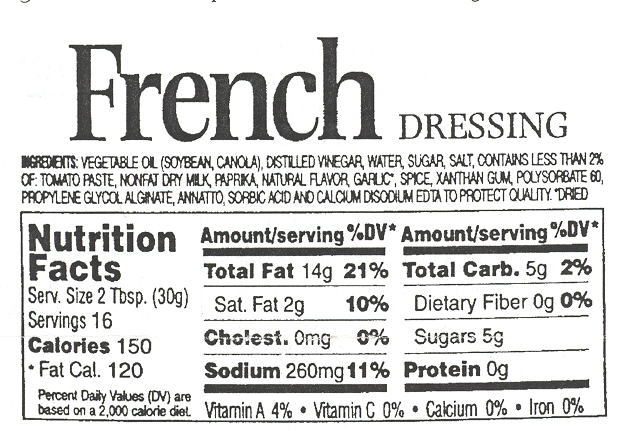 French DRESSING
INGREDIENTS: VEGETABLE OIL (SOYBEAN, CANOLA), DISTILLED VINEGAR, WATER, SUGAR, SALT, CONTAINS LESS THAN 2%
OF: TOMATO PASTE, NONFAT DRY MILK, PAPRIKA, NATURAL FLAVOR, GARLIC*, SPICE, XANTHAN GUM, POLYSORBATE 60,
PROPYLENE GLYCOL ALGINATE, ANNATTO, SORBIC ACID AND CALCIUM DISODIUM EDTA TO PROTECT QUALITY. *DRIED
Nutrition
Facts
Serv. Size 2 Tbsp. (30g)
Servings 16
Calories 150
* Fat Cal. 120
Percent Daily Values (DV) are
based on a 2,000 calorie diet.
Amount/serving %DV*
Total Fat 14g 21%
Sat. Fat 2g 10%
Cholest. 0mg 0%
Sodium 260mg 11%
Amount/serving %DV*
Total Carb. 5g 2%
Dietary Fiber 0g 0%
Sugars 5g
Protein 0g
Vitamin A 4% • Vitamin C 0% • Calcium 0% • Iron 0%